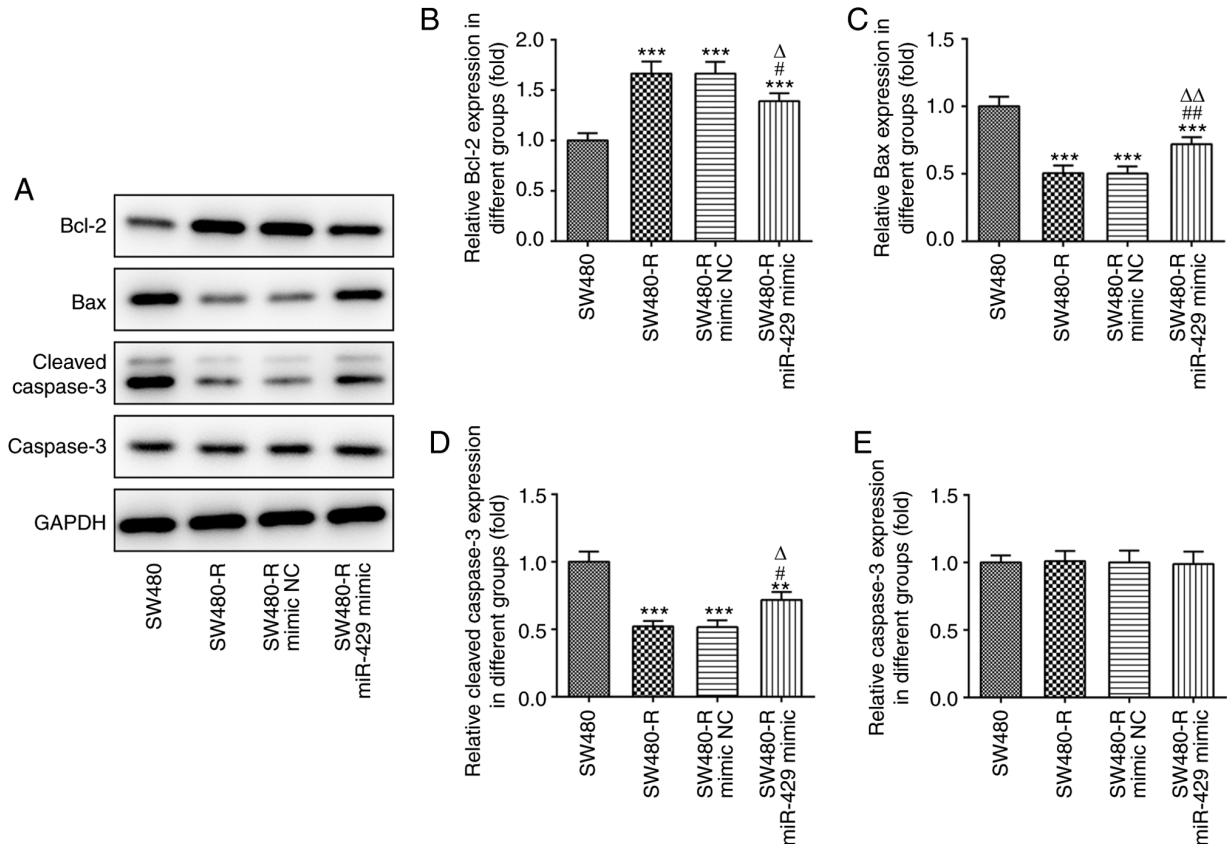 A
Bcl-2
Bax
Cleaved
caspase-3
Caspase-3
GAPDH
SW480
SW480-R
SW480-R
mimic NC
SW480-R
miR-429 mimic
B
Relative Bcl-2 expression in
different groups (fold)
2.0
1.5
1.0
0.5
0.0
***
***
Δ
#
***
SW480
SW480-R
SW480-R
mimic NC
SW480-R
miR-429 mimic
C
Relative Bax expression in
different groups (fold)
1.5
1.0
0.5
0.0
***
***
ΔΔ
##
***
SW480
SW480-R
SW480-R
mimic NC
SW480-R
miR-429 mimic
D
Relative cleaved caspase-3 expression
in different groups (fold)
1.5
1.0
0.5
0.0
***
***
Δ
#
**
SW480
SW480-R
SW480-R
mimic NC
SW480-R
miR-429 mimic
E
Relative caspase-3 expression
in different groups (fold)
1.5
1.0
0.5
0.0
SW480
SW480-R
SW480-R
mimic NC
SW480-R
miR-429 mimic